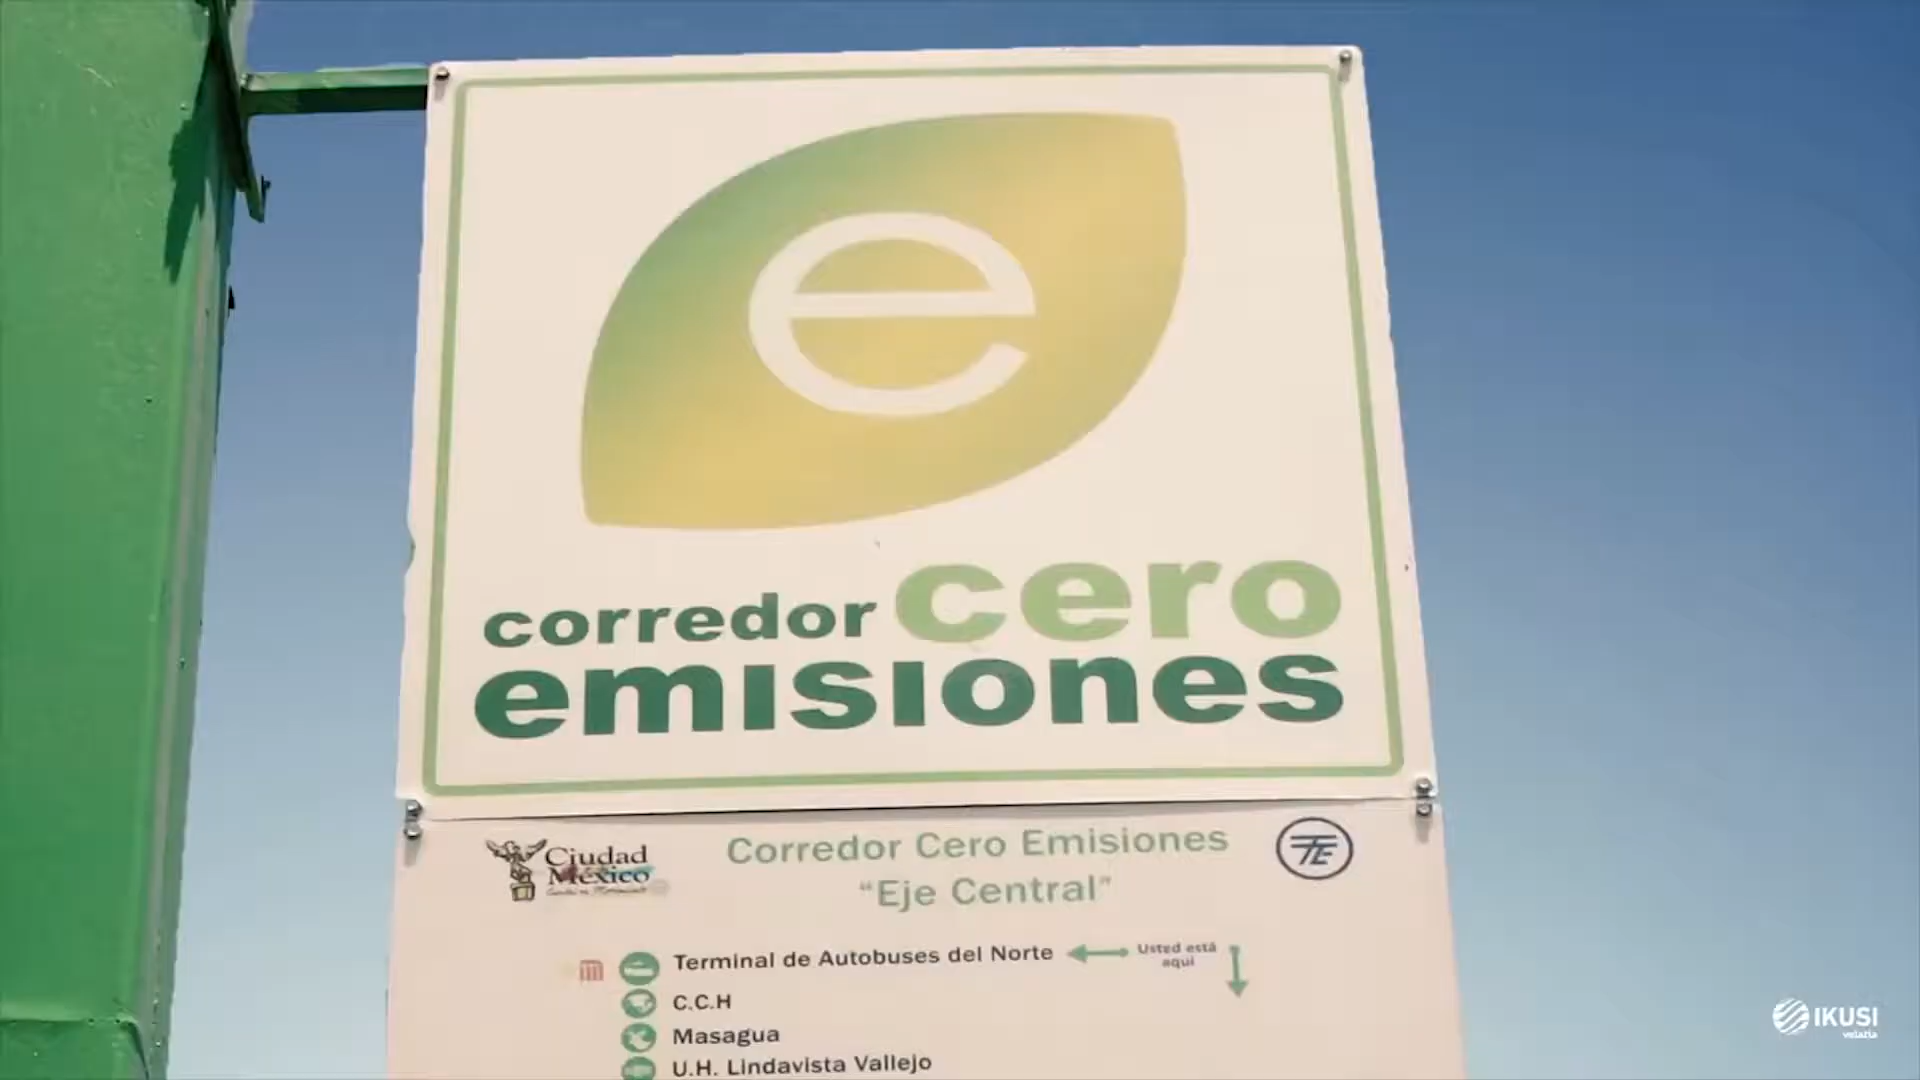 e
corredor cero
emisiones
Ciudad
México
Corredor Cero Emisiones
"Eje Central"
TE
Terminal de Autobuses del Norte
Usted está
aquí
C.C.H
Masagua
U.H. Lindavista Vallejo
IKUSI
velatia